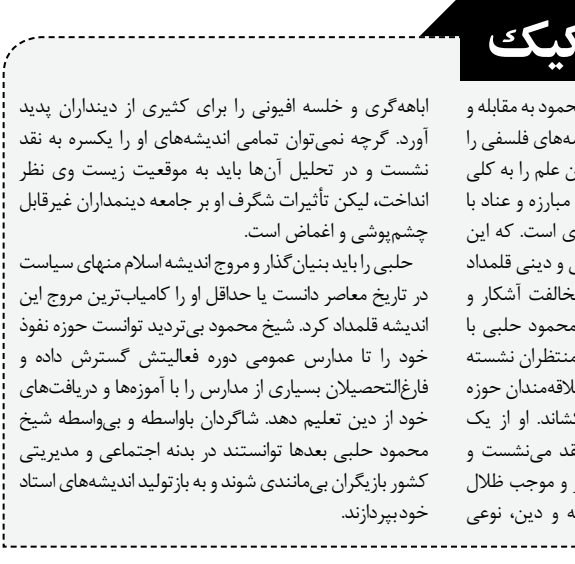 کیک
حمود به مقابله و
‌های فلسفی را
ن علم را به کلی
مبارزه و عناد با
ی است. که این
و دینی قلمداد
خالفت آشکار و
محمود حلبی با
منتظران نشسته
لاقه‌مندان حوزه
کشاند. او از یک
قد می‌نشست و
و موجب ظلال
ه و دین، نوعی
اباهه‌گری و خلسه افیونی را برای کثیری از دینداران پدید
آورد. گرچه نمی‌توان تمامی اندیشه‌های او را یکسره به نقد
نشست و در تحلیل آن‌ها باید به موقعیت زیست وی نظر
انداخت، لیکن تأثیرات شگرف او بر جامعه دینمداران غیرقابل
چشم‌پوشی و اغماض است.
حلبی را باید بنیان‌گذار و مروج اندیشه اسلام منهای سیاست
در تاریخ معاصر دانست یا حداقل او را کامیاب‌ترین مروج این
اندیشه قلمداد کرد. شیخ محمود بی‌تردید توانست حوزه نفوذ
خود را تا مدارس عمومی دوره فعالیتش گسترش داده و
فارغ‌التحصیلان بسیاری از مدارس را با آموزه‌ها و دریافت‌های
خود از دین تعلیم دهد. شاگردان باواسطه و بی‌واسطه شیخ
محمود حلبی بعدها توانستند در بدنه اجتماعی و مدیریتی
کشور بازیگران بی‌مانندی شوند و به بازتولید اندیشه‌های استاد
خود بپردازند.